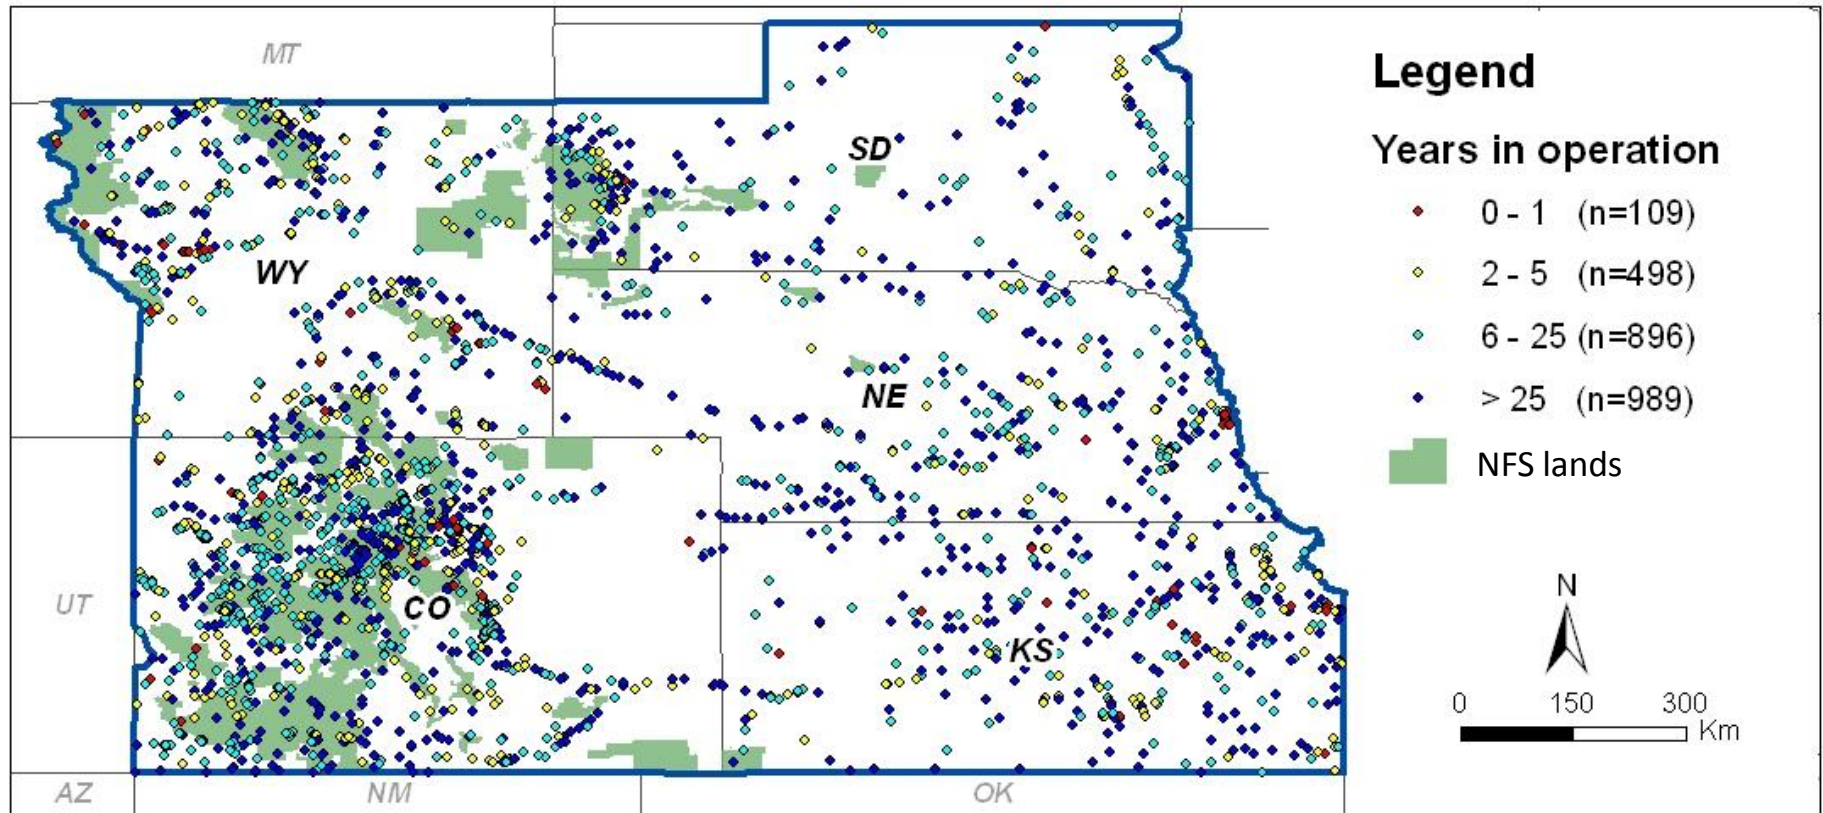 MT
SD
WY
NE
UT
CO
KS
AZ
NM
OK
Legend
Years in operation
0 - 1 (n=109)
2 - 5 (n=498)
6 - 25 (n=896)
> 25 (n=989)
NFS lands
N
0 150 300
Km